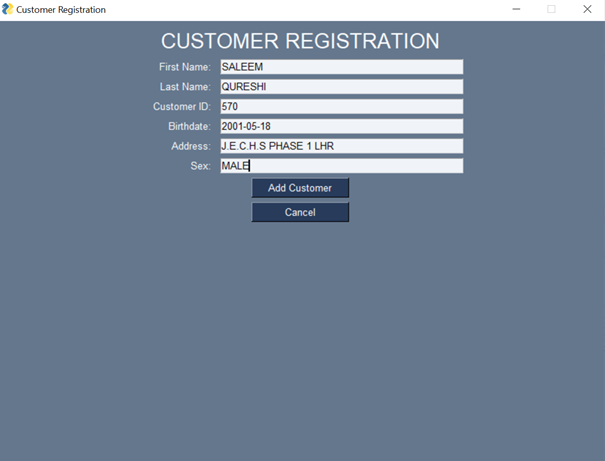 Customer Registration
CUSTOMER REGISTRATION
First Name: SALEEM
Last Name: QURESHI
Customer ID: 570
Birthdate: 2001-05-18
Address: J.E.C.H.S PHASE 1 LHR
Sex: MALE
Add Customer
Cancel